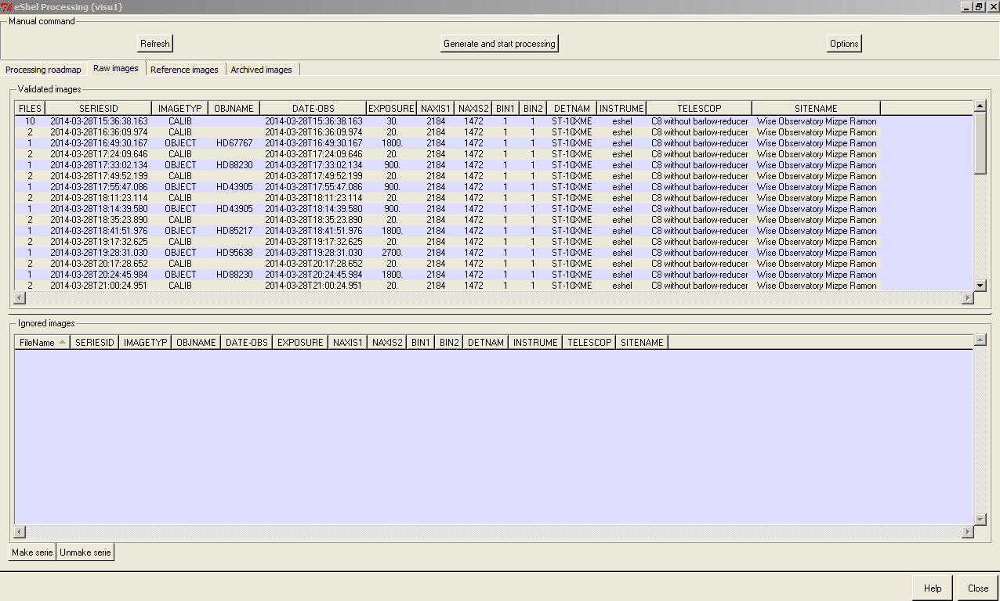 eShel Processing (visu1)
Manual command
Refresh Generate and start processing Options
Processing roadmap Raw images Reference images Archived images
Validated images
FILES SERIESID IMAGETYP OBJNAME DATE-OBS EXPOSURE NAXIS1 NAXIS2 BIN1 BIN2 DETNAM INSTRUME TELESCOP SITENAME
10 2014-03-28T15:36:38.163 CALIB 2014-03-28T15:36:38.163 30. 2184 1472 1 1 ST-10XME eshel C8 without barlow-reducer Wise Observatory Mizpe Ramon
2 2014-03-28T16:36:09.974 CALIB 2014-03-28T16:36:09.974 20. 2184 1472 1 1 ST-10XME eshel C8 without barlow-reducer Wise Observatory Mizpe Ramon
1 2014-03-28T16:49:30.167 OBJECT HD67767 2014-03-28T16:49:30.167 1800. 2184 1472 1 1 ST-10XME eshel C8 without barlow-reducer Wise Observatory Mizpe Ramon
2 2014-03-28T17:24:09.646 CALIB 2014-03-28T17:24:09.646 20. 2184 1472 1 1 ST-10XME eshel C8 without barlow-reducer Wise Observatory Mizpe Ramon
1 2014-03-28T17:33:02.134 OBJECT HD88230 2014-03-28T17:33:02.134 900. 2184 1472 1 1 ST-10XME eshel C8 without barlow-reducer Wise Observatory Mizpe Ramon
2 2014-03-28T17:49:52.199 CALIB 2014-03-28T17:49:52.199 20. 2184 1472 1 1 ST-10XME eshel C8 without barlow-reducer Wise Observatory Mizpe Ramon
1 2014-03-28T17:55:47.086 OBJECT HD43905 2014-03-28T17:55:47.086 900. 2184 1472 1 1 ST-10XME eshel C8 without barlow-reducer Wise Observatory Mizpe Ramon
2 2014-03-28T18:11:23.114 CALIB 2014-03-28T18:11:23.114 20. 2184 1472 1 1 ST-10XME eshel C8 without barlow-reducer Wise Observatory Mizpe Ramon
1 2014-03-28T18:14:39.580 OBJECT HD43905 2014-03-28T18:14:39.580 900. 2184 1472 1 1 ST-10XME eshel C8 without barlow-reducer Wise Observatory Mizpe Ramon
2 2014-03-28T18:35:23.890 CALIB 2014-03-28T18:35:23.890 20. 2184 1472 1 1 ST-10XME eshel C8 without barlow-reducer Wise Observatory Mizpe Ramon
1 2014-03-28T18:41:51.976 OBJECT HD85217 2014-03-28T18:41:51.976 1800. 2184 1472 1 1 ST-10XME eshel C8 without barlow-reducer Wise Observatory Mizpe Ramon
2 2014-03-28T19:17:32.625 CALIB 2014-03-28T19:17:32.625 20. 2184 1472 1 1 ST-10XME eshel C8 without barlow-reducer Wise Observatory Mizpe Ramon
1 2014-03-28T19:28:31.030 OBJECT HD95638 2014-03-28T19:28:31.030 2700. 2184 1472 1 1 ST-10XME eshel C8 without barlow-reducer Wise Observatory Mizpe Ramon
2 2014-03-28T20:17:28.652 CALIB 2014-03-28T20:17:28.652 20. 2184 1472 1 1 ST-10XME eshel C8 without barlow-reducer Wise Observatory Mizpe Ramon
1 2014-03-28T20:24:45.984 OBJECT HD88230 2014-03-28T20:24:45.984 1800. 2184 1472 1 1 ST-10XME eshel C8 without barlow-reducer Wise Observatory Mizpe Ramon
2 2014-03-28T21:00:24.951 CALIB 2014-03-28T21:00:24.951 20. 2184 1472 1 1 ST-10XME eshel C8 without barlow-reducer Wise Observatory Mizpe Ramon
Ignored images
FileName SERIESID IMAGETYP OBJNAME DATE-OBS EXPOSURE NAXIS1 NAXIS2 BIN1 BIN2 DETNAM INSTRUME TELESCOP SITENAME
Make serie Unmake serie
Help Close